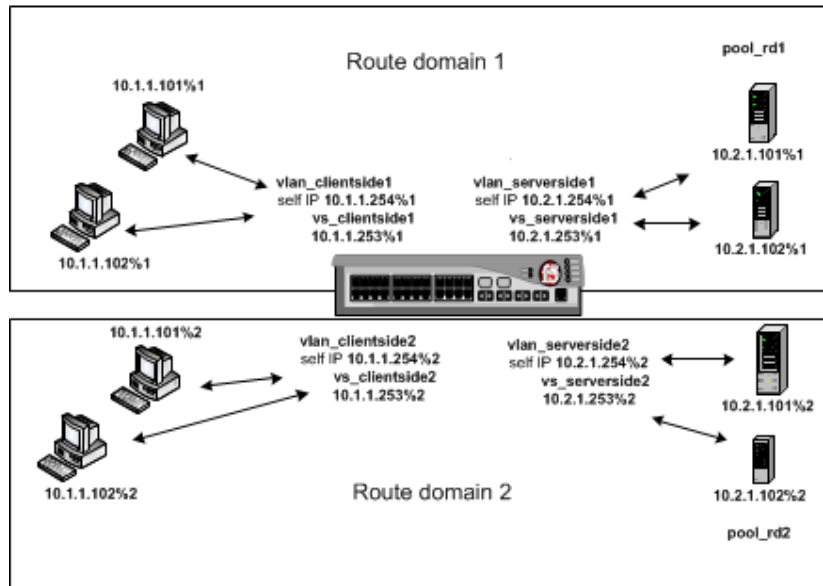 Route domain 1
pool_rd1
10.1.1.101%1
10.2.1.101%1
vlan_clientside1
self IP 10.1.1.254%1
vs_clientside1
10.1.1.253%1
vlan_serverside1
self IP 10.2.1.254%1
vs_serverside1
10.2.1.253%1
10.1.1.102%1
10.2.1.102%1
10.1.1.101%2
vlan_clientside2
self IP 10.1.1.254%2
vs_clientside2
10.1.1.253%2
vlan_serverside2
self IP 10.2.1.254%2
vs_serverside2
10.2.1.253%2
10.2.1.101%2
10.1.1.102%2
Route domain 2
10.2.1.102%2
pool_rd2